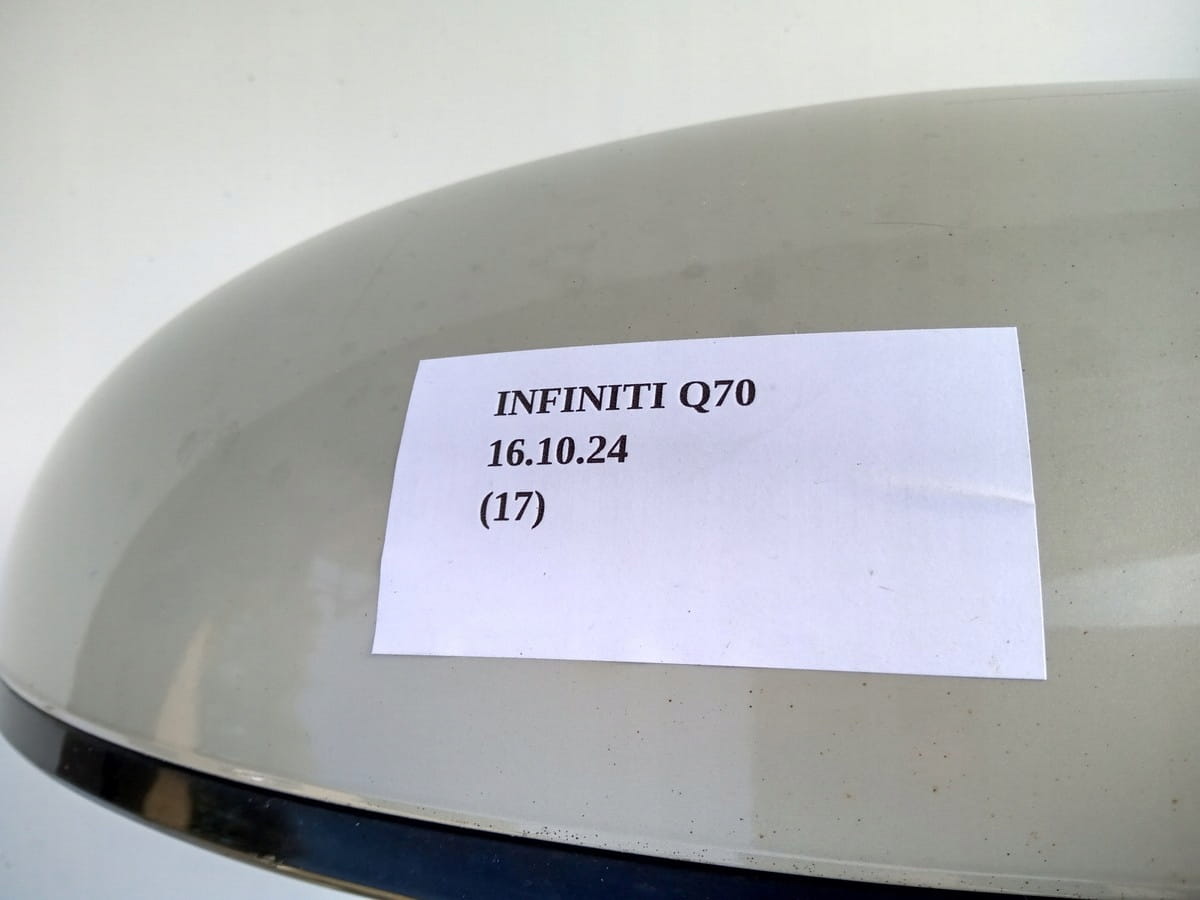 INFINITI Q70
16.10.24
(17)